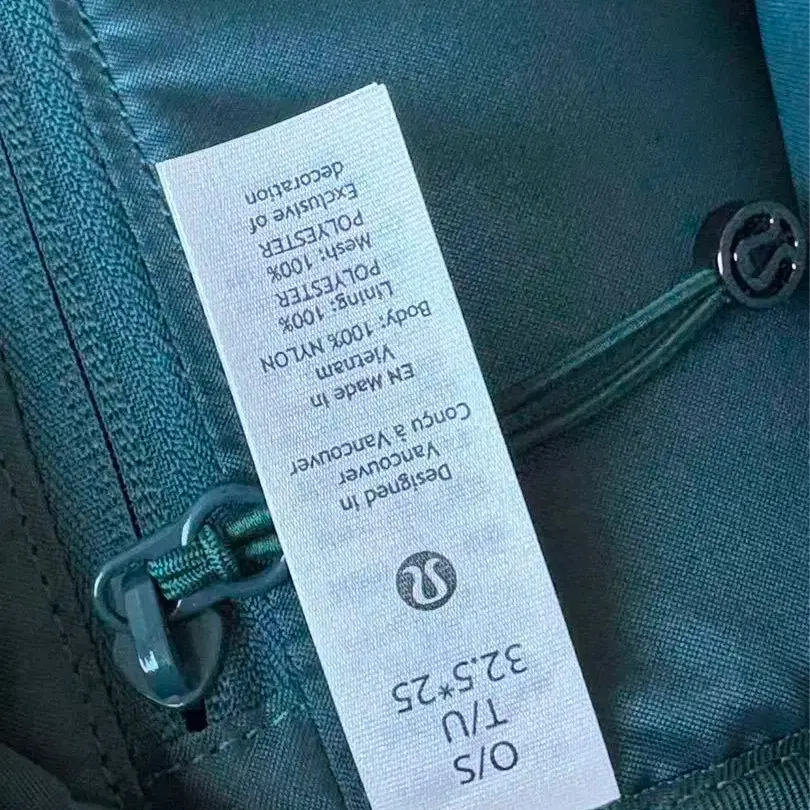 O/S
T/U
32.5*25
Designed in
Vancouver
Conçu à Vancouver
EN Made in
Vietnam
Body: 100% NYLON
Lining: 100%
POLYESTER
Mesh: 100%
POLYESTER
Exclusive of
decoration